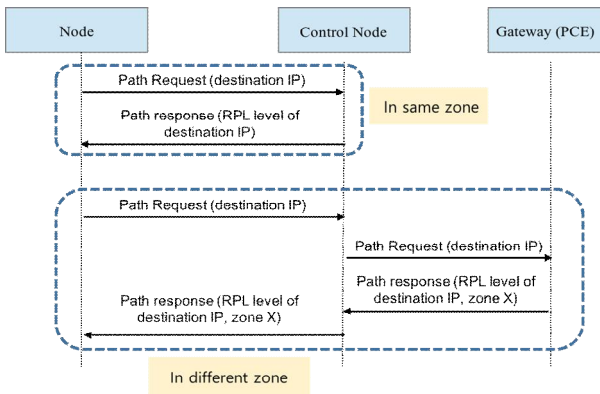 Node
Control Node
Gateway (PCE)
Path Request (destination IP)
In same zone
Path response (RPL level of
destination IP)
Path Request (destination IP)
Path Request (destination IP)
Path response (RPL level of
destination IP, zone X)
Path response (RPL level of
destination IP, zone X)
In different zone